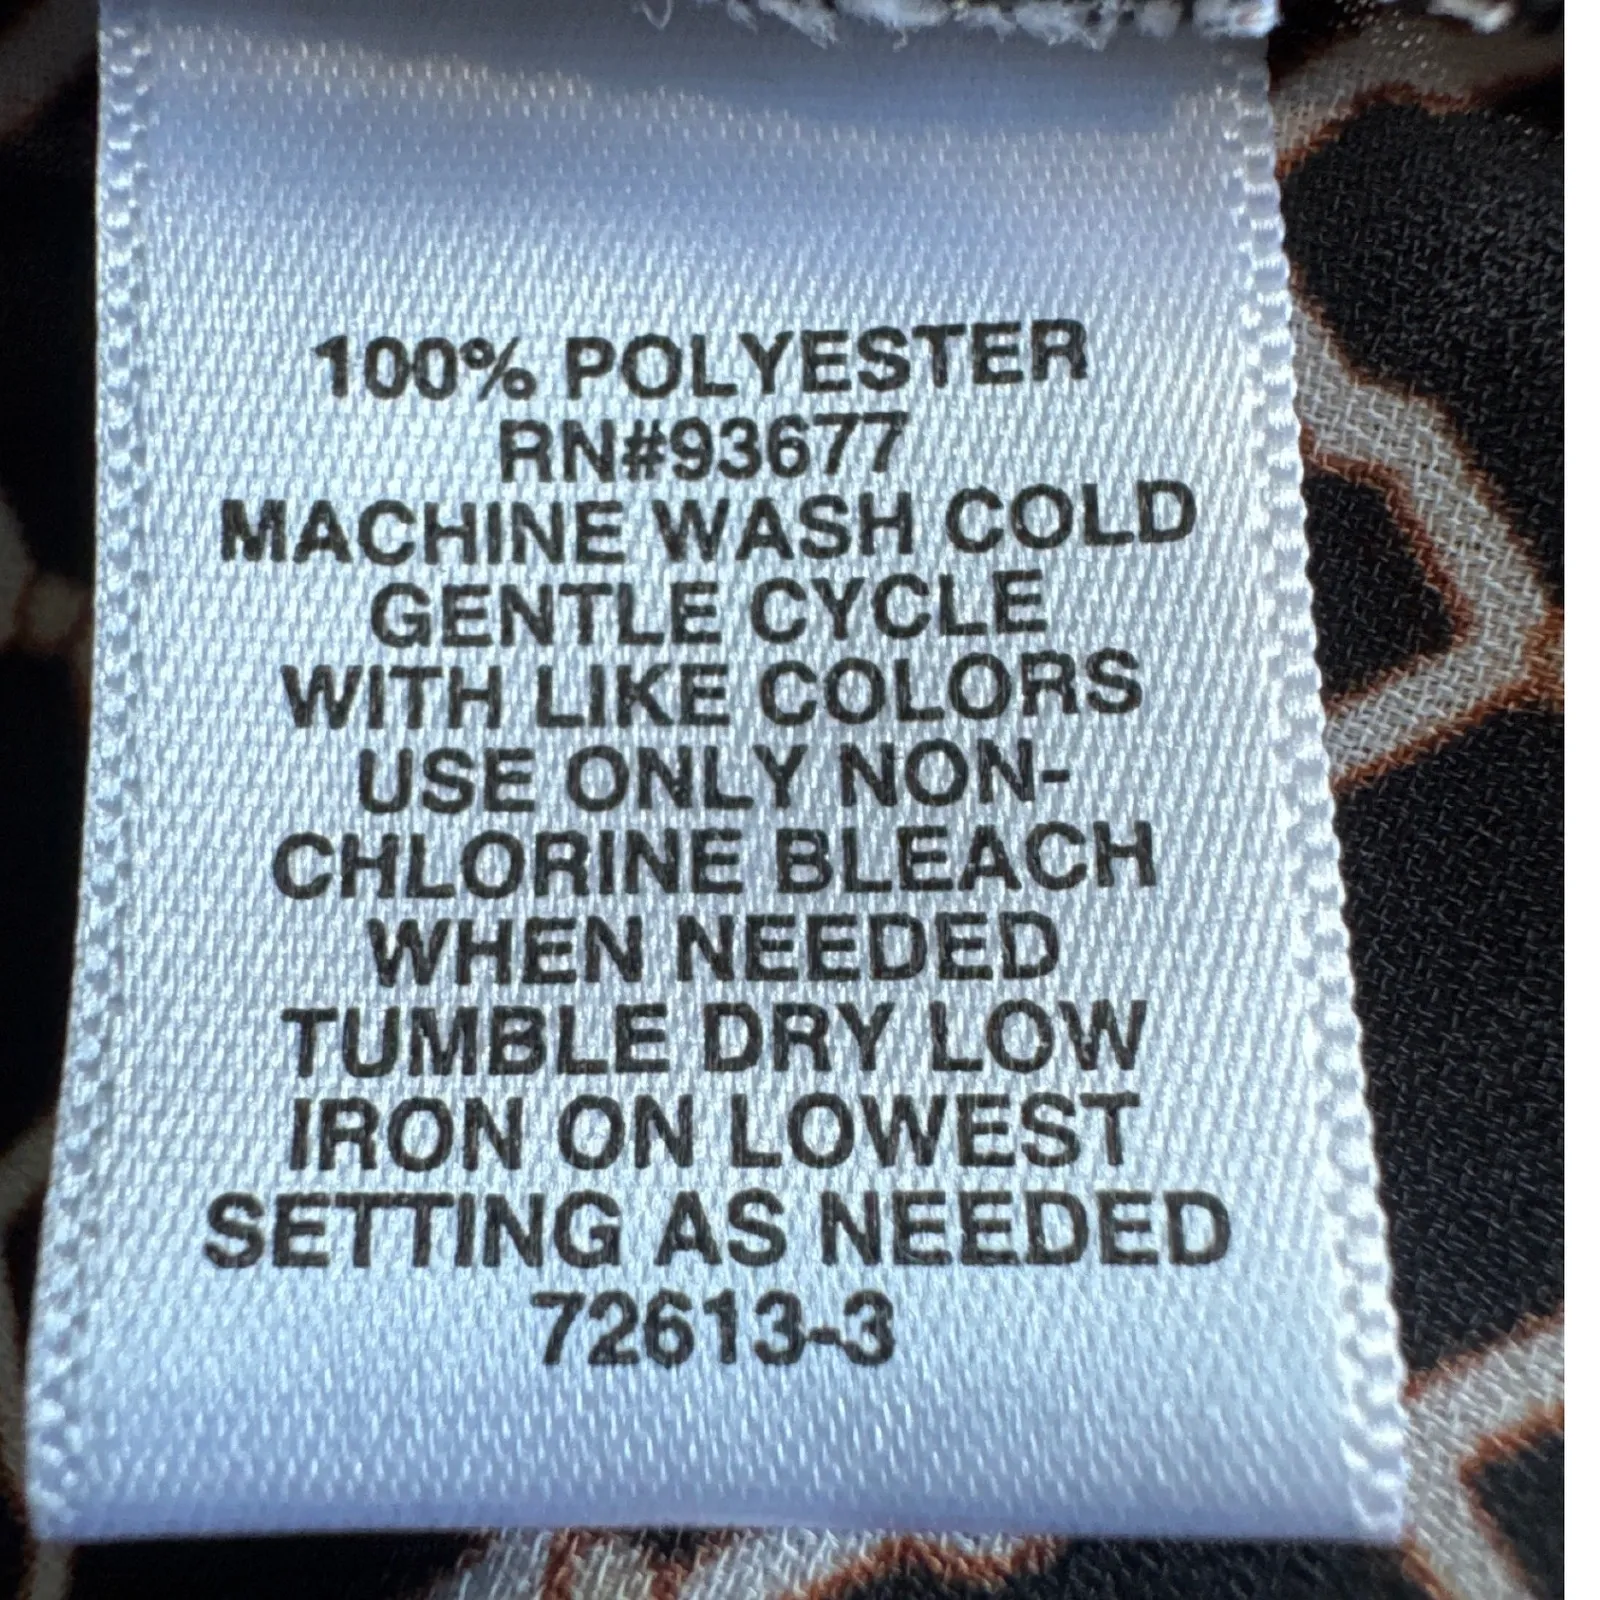 100% POLYESTER
RN#93677
MACHINE WASH COLD
GENTLE CYCLE
WITH LIKE COLORS
USE ONLY NON-
CHLORINE BLEACH
WHEN NEEDED
TUMBLE DRY LOW
IRON ON LOWEST
SETTING AS NEEDED
72613-3